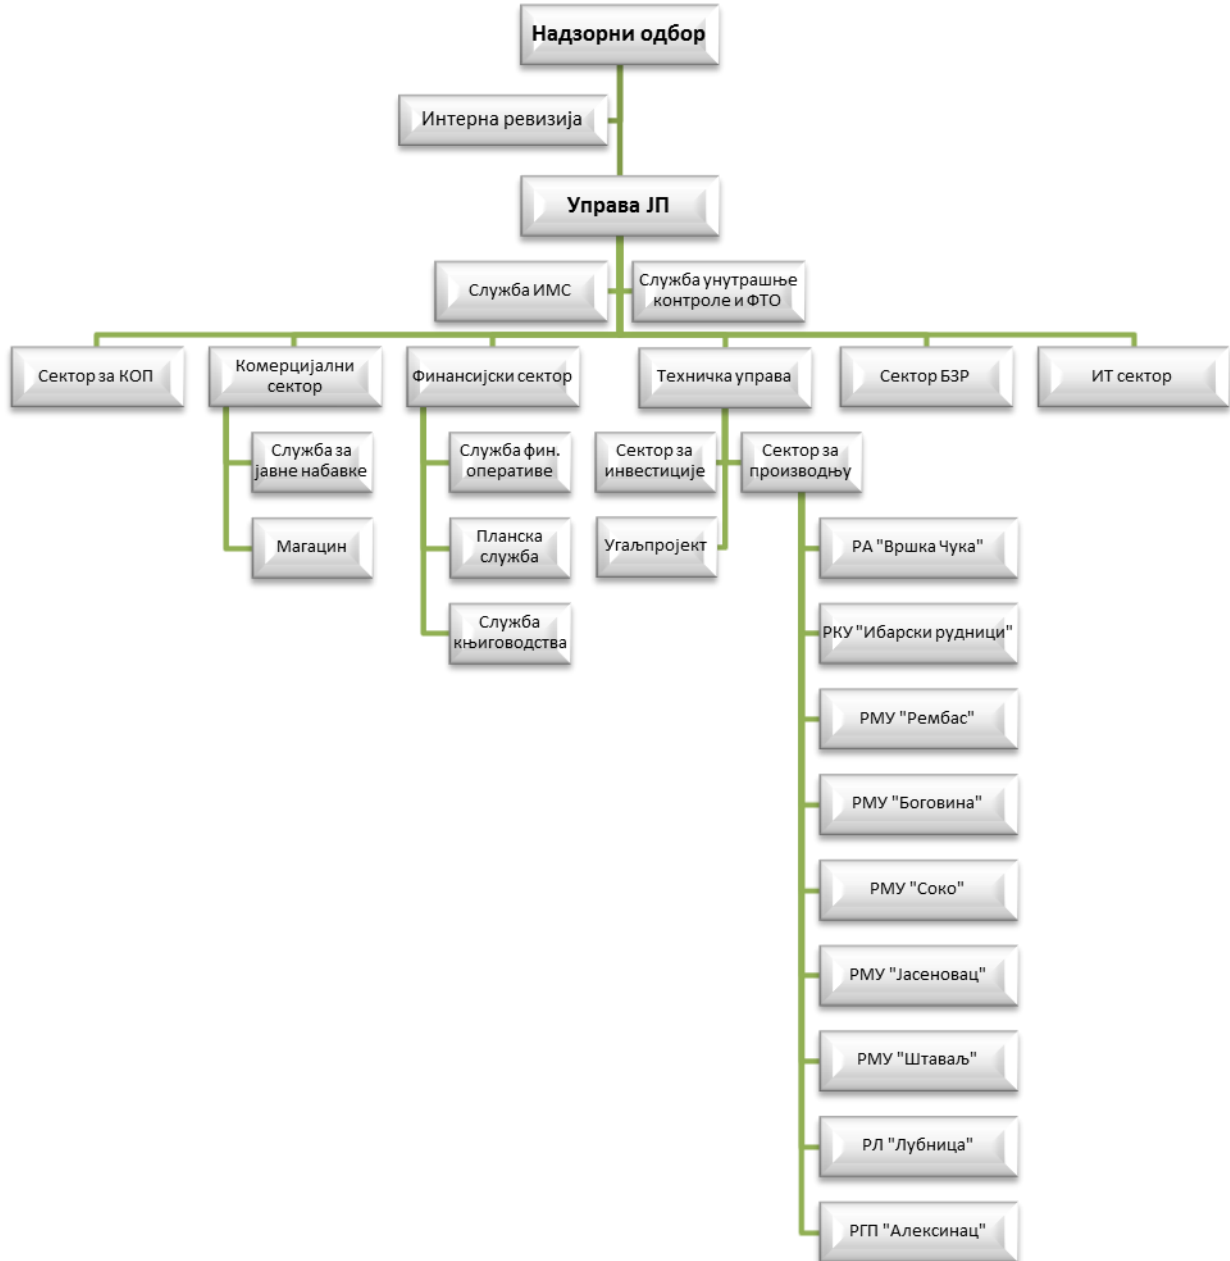 Надзорни одбор
Интерна ревизија
Управа ЈП
Служба ИМС
Служба унутрашње
контроле и ФТО
Сектор за КОП
Комерцијални
сектор
Финансијски сектор
Техничка управа
Сектор БЗР
ИТ сектор
Служба за
јавне набавке
Служба фин.
оперативе
Сектор за
инвестиције
Сектор за
производњу
Магацин
Планска
служба
Угаљпројект
РА "Вршка Чука"
Служба
књиговодства
РКУ "Ибарски рудници"
РМУ "Рембас"
РМУ "Боговина"
РМУ "Соко"
РМУ "Јасеновац"
РМУ "Штаваљ"
РЛ "Лубница"
РГП "Алексинац"